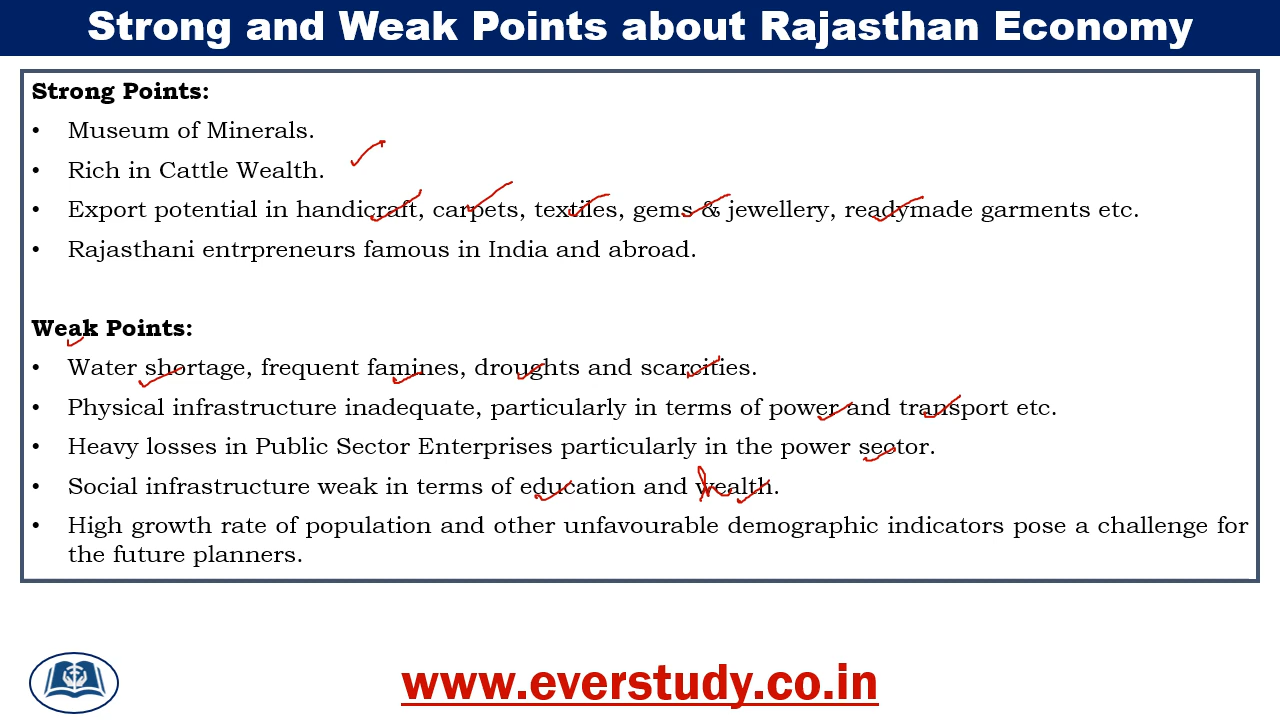 Strong and Weak Points about Rajasthan Economy
Strong Points:
• Museum of Minerals.
• Rich in Cattle Wealth.
• Export potential in handicraft, carpets, textiles, gems & jewellery, readymade garments etc.
• Rajasthani entrpreneurs famous in India and abroad.
Weak Points:
• Water shortage, frequent famines, droughts and scarcities.
• Physical infrastructure inadequate, particularly in terms of power and transport etc.
• Heavy losses in Public Sector Enterprises particularly in the power sector.
• Social infrastructure weak in terms of education and wealth.
h
• High growth rate of population and other unfavourable demographic indicators pose a challenge for
the future planners.
www.everstudy.co.in